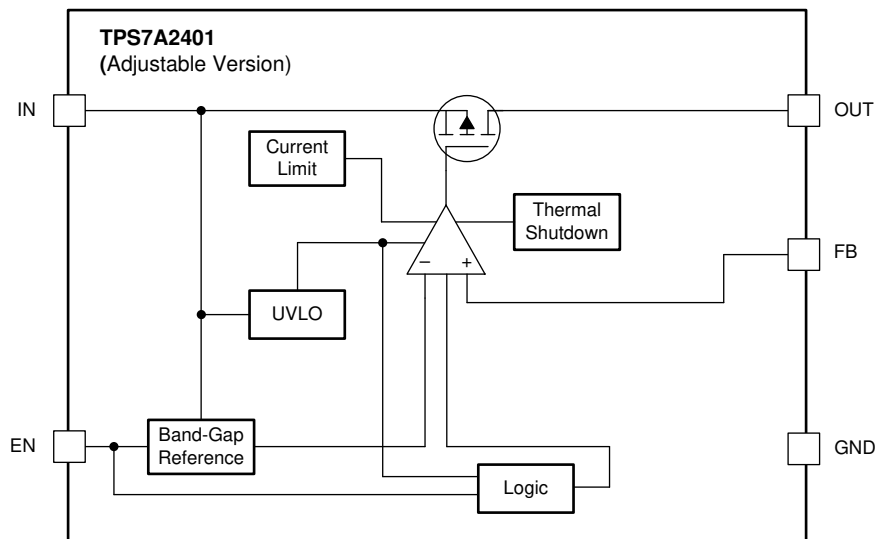 TPS7A2401
(Adjustable Version)
IN
OUT
Current
Limit
Thermal
Shutdown
FB
− +
UVLO
EN
Band-Gap
Reference
GND
Logic